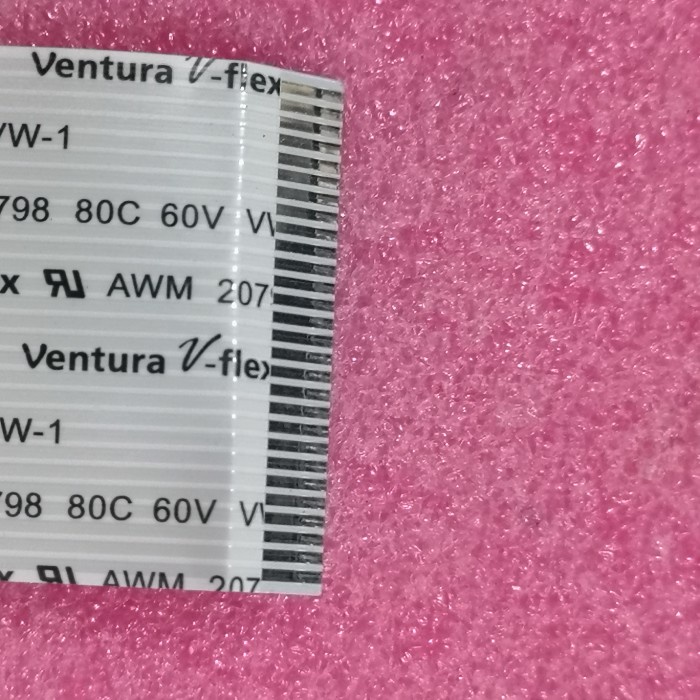 Ventura V-flex
VW-1
798 80C 60V VW
x RU AWM 207
Ventura V-flex
W-1
798 80C 60V VW
AWM 207